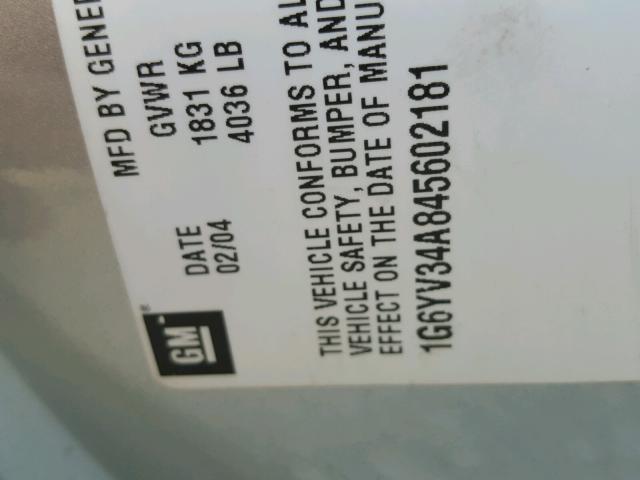 MFD BY GENE
GM®
DATE
02/04
GVWR
1831 KG
4036 LB
THIS VEHICLE CONFORMS TO AL
VEHICLE SAFETY, BUMPER, AND
EFFECT ON THE DATE OF MANU
1G6YV34A845602181